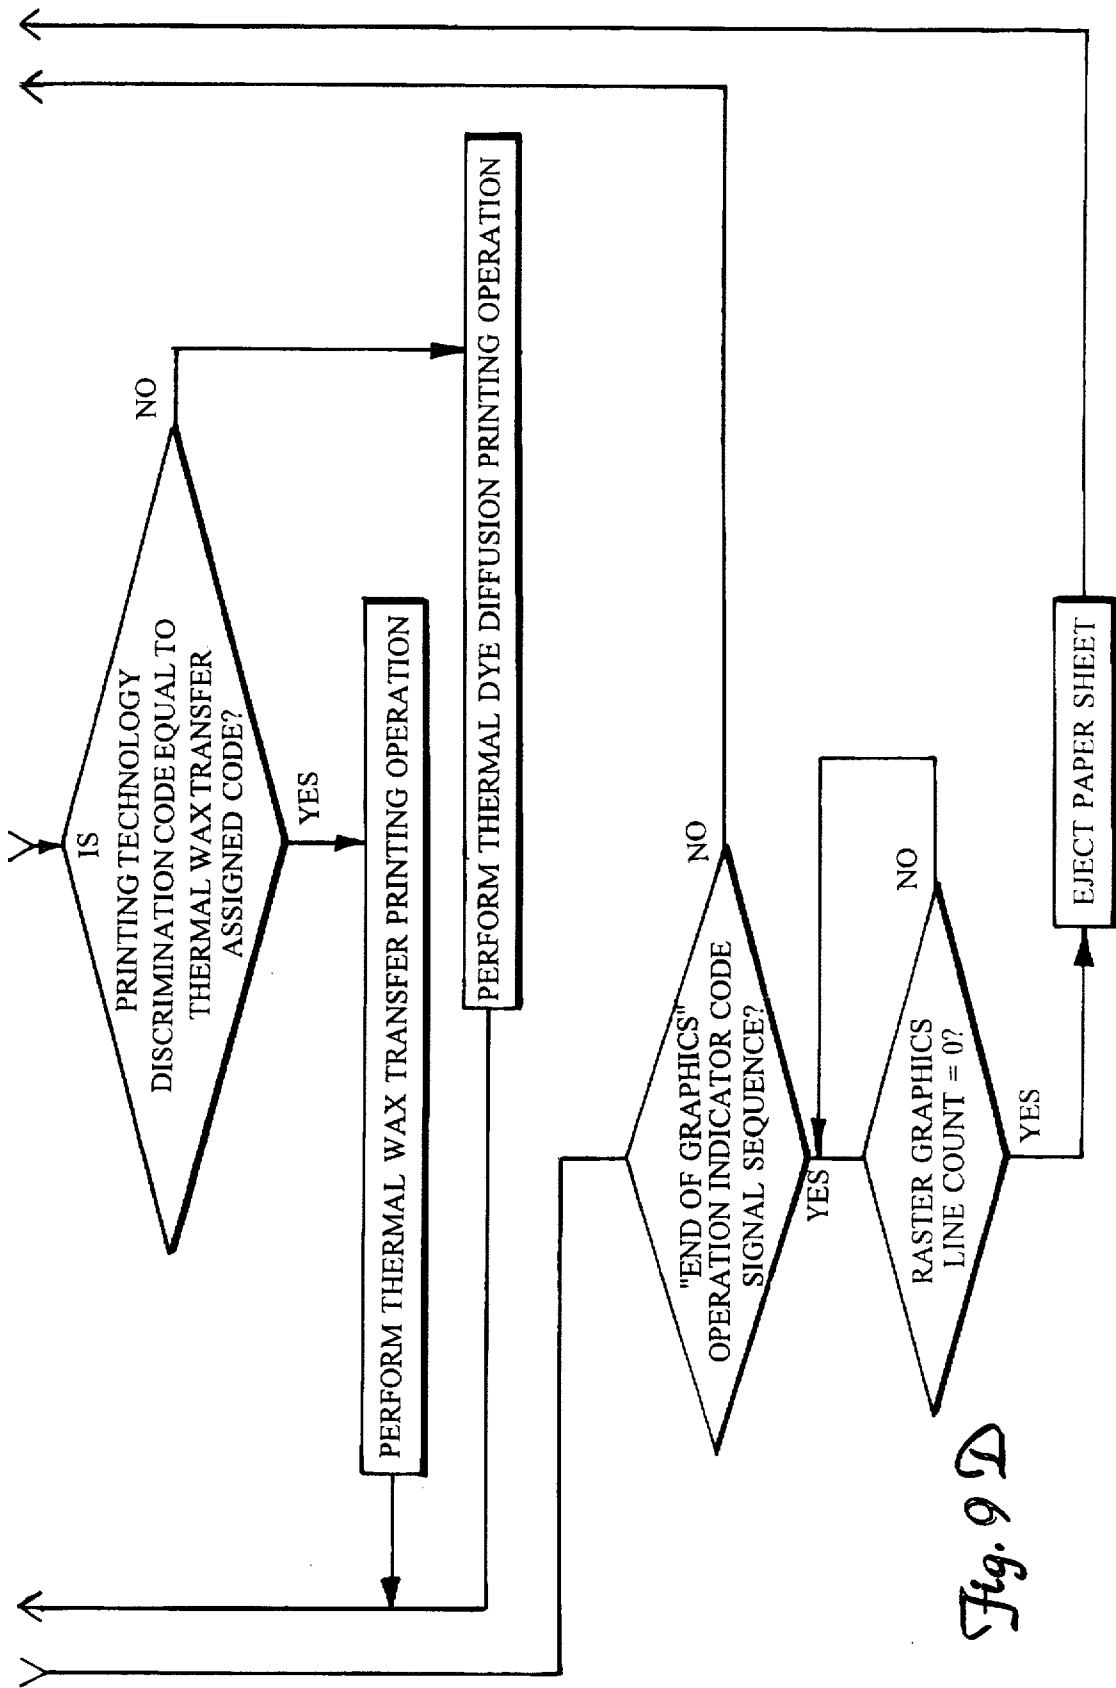 IS
PRINTING TECHNOLOGY
DISCRIMINATION CODE EQUAL TO
THERMAL WAX TRANSFER
ASSIGNED CODE?
NO
YES
PERFORM THERMAL WAX TRANSFER PRINTING OPERATION
PERFORM THERMAL DYE DIFFUSION PRINTING OPERATION
"END OF GRAPHICS"
OPERATION INDICATOR CODE
SIGNAL SEQUENCE?
NO
YES
RASTER GRAPHICS
LINE COUNT = 0?
NO
YES
EJECT PAPER SHEET
Fig. 9 D